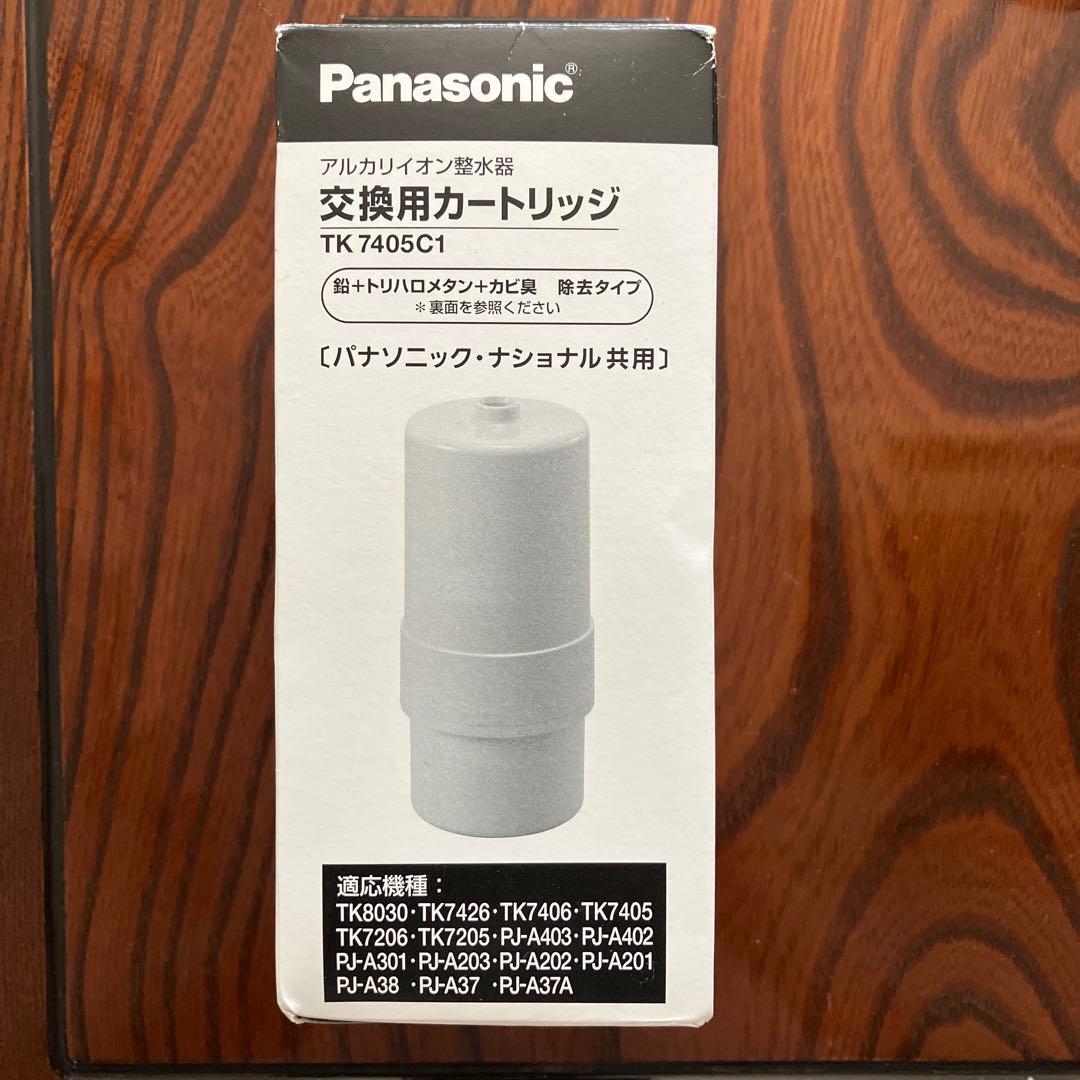 Panasonic®
アルカリイオン整水器
交換用カートリッジ
TK 7405C1
鉛+トリハロメタン+カビ臭 除去タイプ
*裏面を参照ください
〔パナソニック・ナショナル共用〕
適応機種:
TK8030・TK7426・TK7406・TK7405
TK7206・TK7205・PJ-A403・PJ-A402
PJ-A301・PJ-A203・PJ-A202・PJ-A201
PJ-A38 ・PJ-A37 ・PJ-A37A